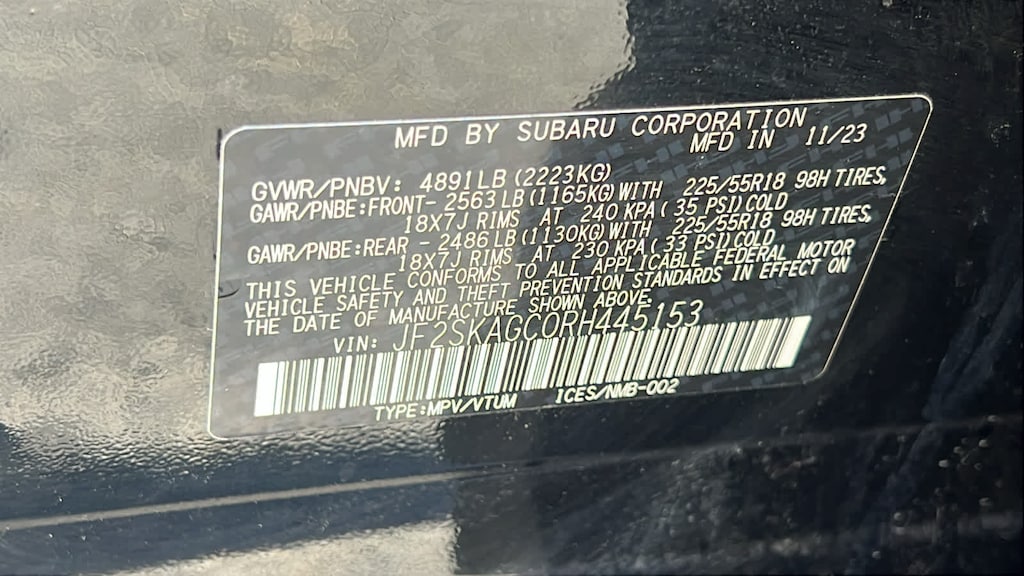 MFD BY SUBARU CORPORATION
MFD IN 11/23
GVWR/PNBV: 4891LB (2223KG)
GAWR/PNBE:FRONT- 2563LB (1165KG) WITH 225/55R18 98H TIRES,
18X7J RIMS AT 240 KPA ( 35 PSI) COLD
GAWR/PNBE:REAR - 2486LB (1130KG) WITH 225/55R18 98H TIRES,
18X7J RIMS AT 230 KPA ( 33 PSI) COLD
THIS VEHICLE CONFORMS TO ALL APPLICABLE FEDERAL MOTOR
VEHICLE SAFETY AND THEFT PREVENTION STANDARDS IN EFFECT ON
THE DATE OF MANUFACTURE SHOWN ABOVE.
VIN: JF2SKAGC0RH445153
TYPE:MPV/VTUM ICES/NMB-002